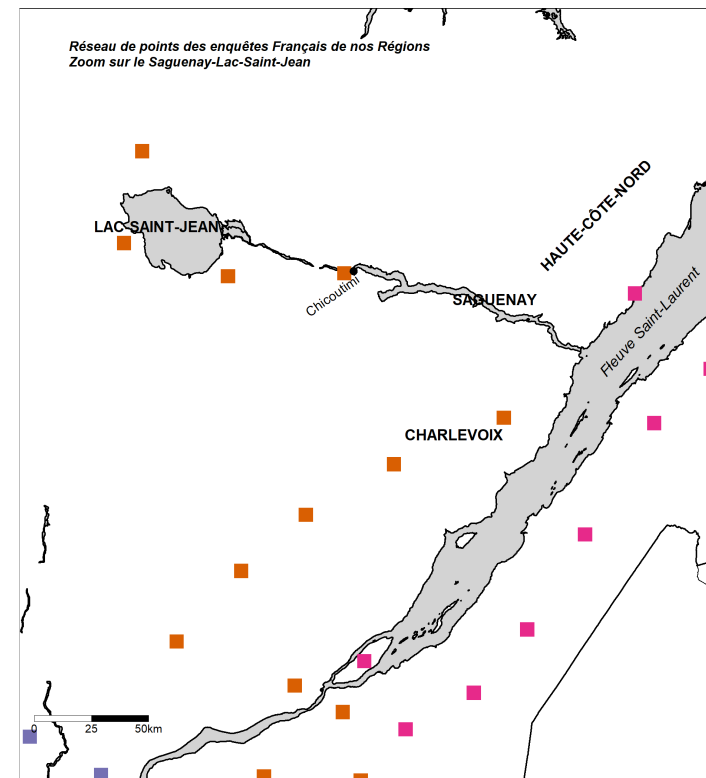 Réseau de points des enquêtes Français de nos Régions
Zoom sur le Saguenay-Lac-Saint-Jean
HAUTE-CÔTE-NORD
LAC-SAINT-JEAN
Chicoutimi
SAGUENAY
Fleuve Saint-Laurent
CHARLEVOIX
0 25 50km